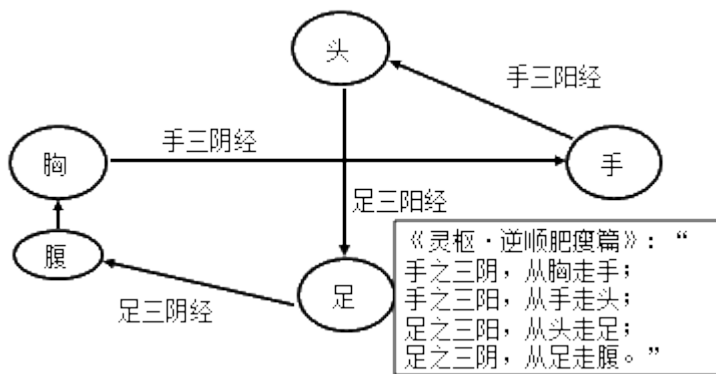 头
手三阳经
胸
手三阴经
手
足三阳经
腹
足
足三阴经
《灵枢·逆顺肥瘦篇》：“
手之三阴，从胸走手；
手之三阳，从手走头；
足之三阳，从头走足；
足之三阴，从足走腹。”